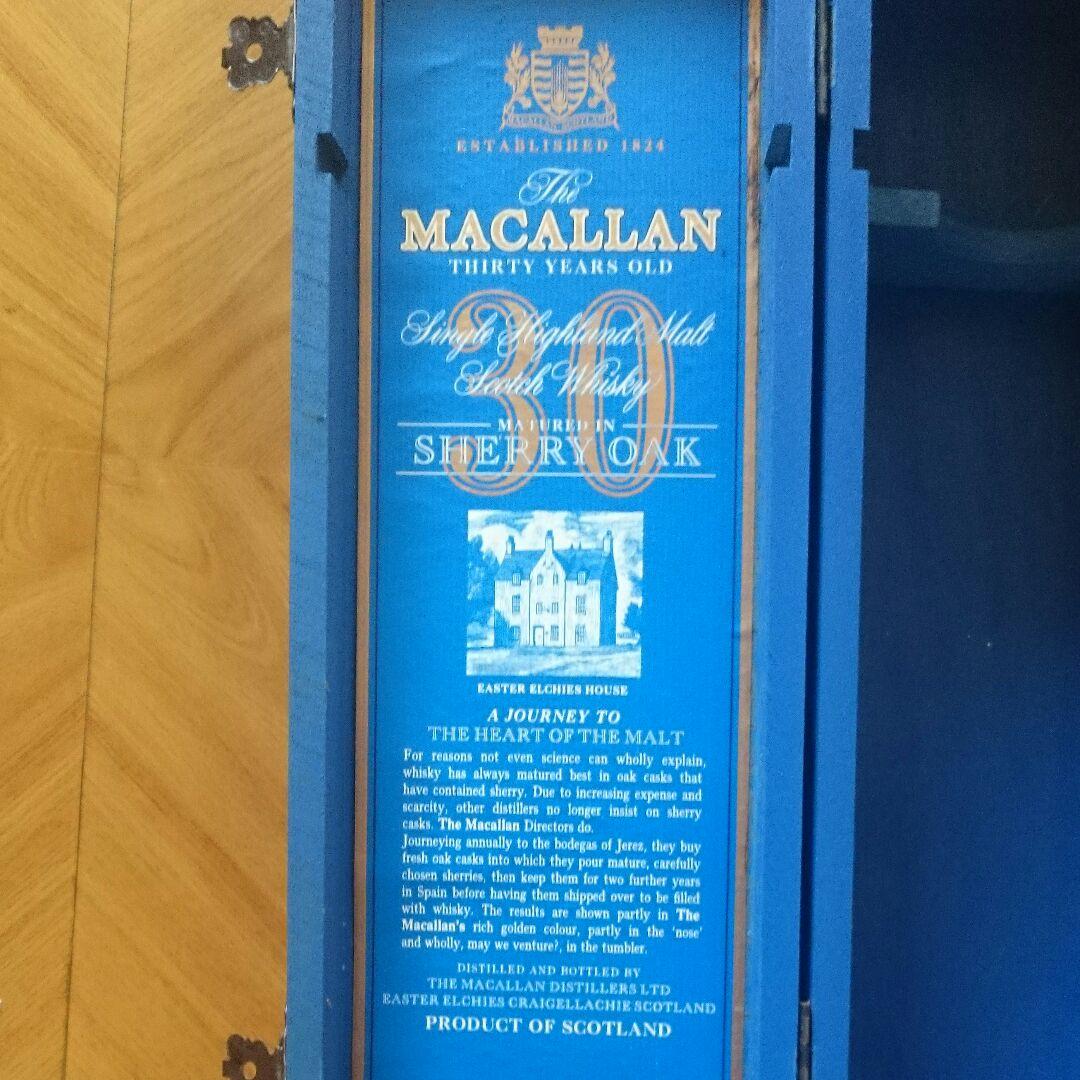 MACALLAN SCOTLAND
ESTABLISHED 1824
The
MACALLAN
THIRTY YEARS OLD
30
Single Highland Malt
Scotch Whisky
MATURED IN
SHERRY OAK
EASTER ELCHIES HOUSE
A JOURNEY TO
THE HEART OF THE MALT
For reasons not even science can wholly explain,
whisky has always matured best in oak casks that
have contained sherry. Due to increasing expense and
scarcity, other distillers no longer insist on sherry
casks. The Macallan Directors do.
Journeying annually to the bodegas of Jerez, they buy
fresh oak casks into which they pour mature, carefully
chosen sherries, then keep them for two further years
in Spain before having them shipped over to be filled
with whisky. The results are shown partly in The
Macallan's rich golden colour, partly in the 'nose'
and wholly, may we venture?, in the tumbler.
DISTILLED AND BOTTLED BY
THE MACALLAN DISTILLERS LTD
EASTER ELCHIES CRAIGELLACHIE SCOTLAND
PRODUCT OF SCOTLAND